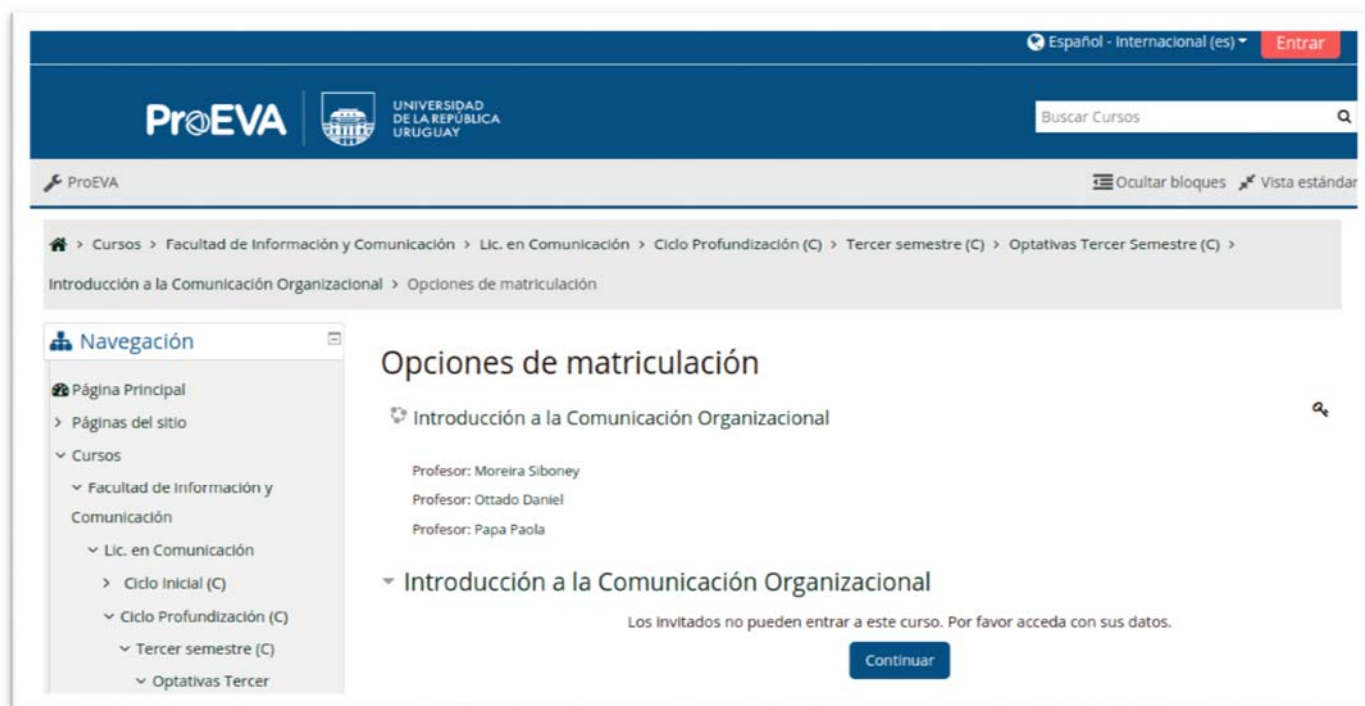 Español - Internacional (es)
Entrar
ProEVA
UNIVERSIDAD
DE LA REPÚBLICA
URUGUAY
Buscar Cursos
ProEVA
Ocultar bloques
Vista estándar
> Cursos > Facultad de Información y Comunicación > Lic. en Comunicación > Ciclo Profundización (C) > Tercer semestre (C) > Optativas Tercer Semestre (C) >
Introducción a la Comunicación Organizacional > Opciones de matriculación
Navegación
Página Principal
Páginas del sitio
Cursos
Facultad de Información y
Comunicación
Lic. en Comunicación
Ciclo Inicial (C)
Ciclo Profundización (C)
Tercer semestre (C)
Optativas Tercer
Opciones de matriculación
Introducción a la Comunicación Organizacional
Profesor: Moreira Siboney
Profesor: Ottado Daniel
Profesor: Papa Paola
Introducción a la Comunicación Organizacional
Los invitados no pueden entrar a este curso. Por favor acceda con sus datos.
Continuar